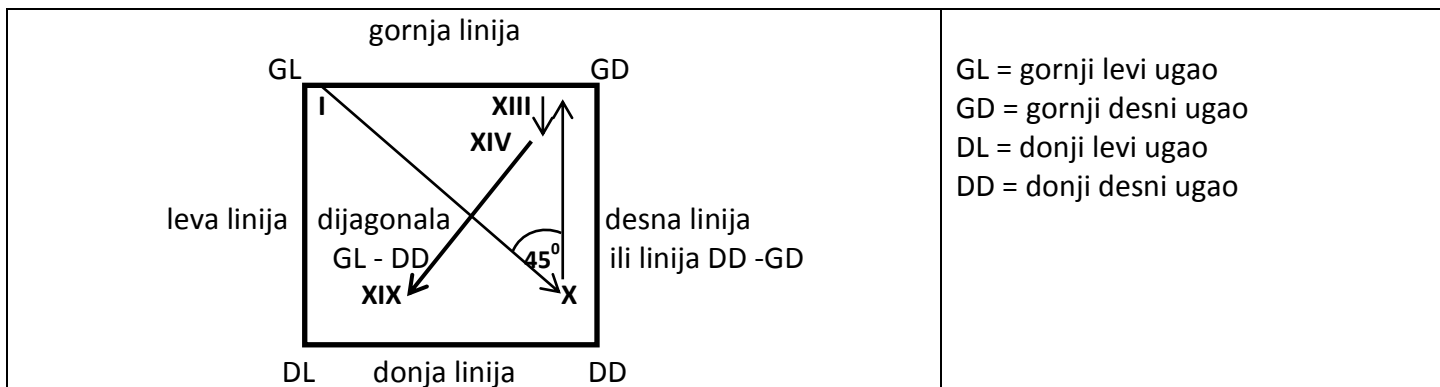 gornja linija
GL GD
I XIII
XIV
leva linija dijagonala desna linija
GL - DD 45⁰ ili linija DD -GD
XIX X
DL donja linija DD
GL = gornji levi ugao
GD = gornji desni ugao
DL = donji levi ugao
DD = donji desni ugao